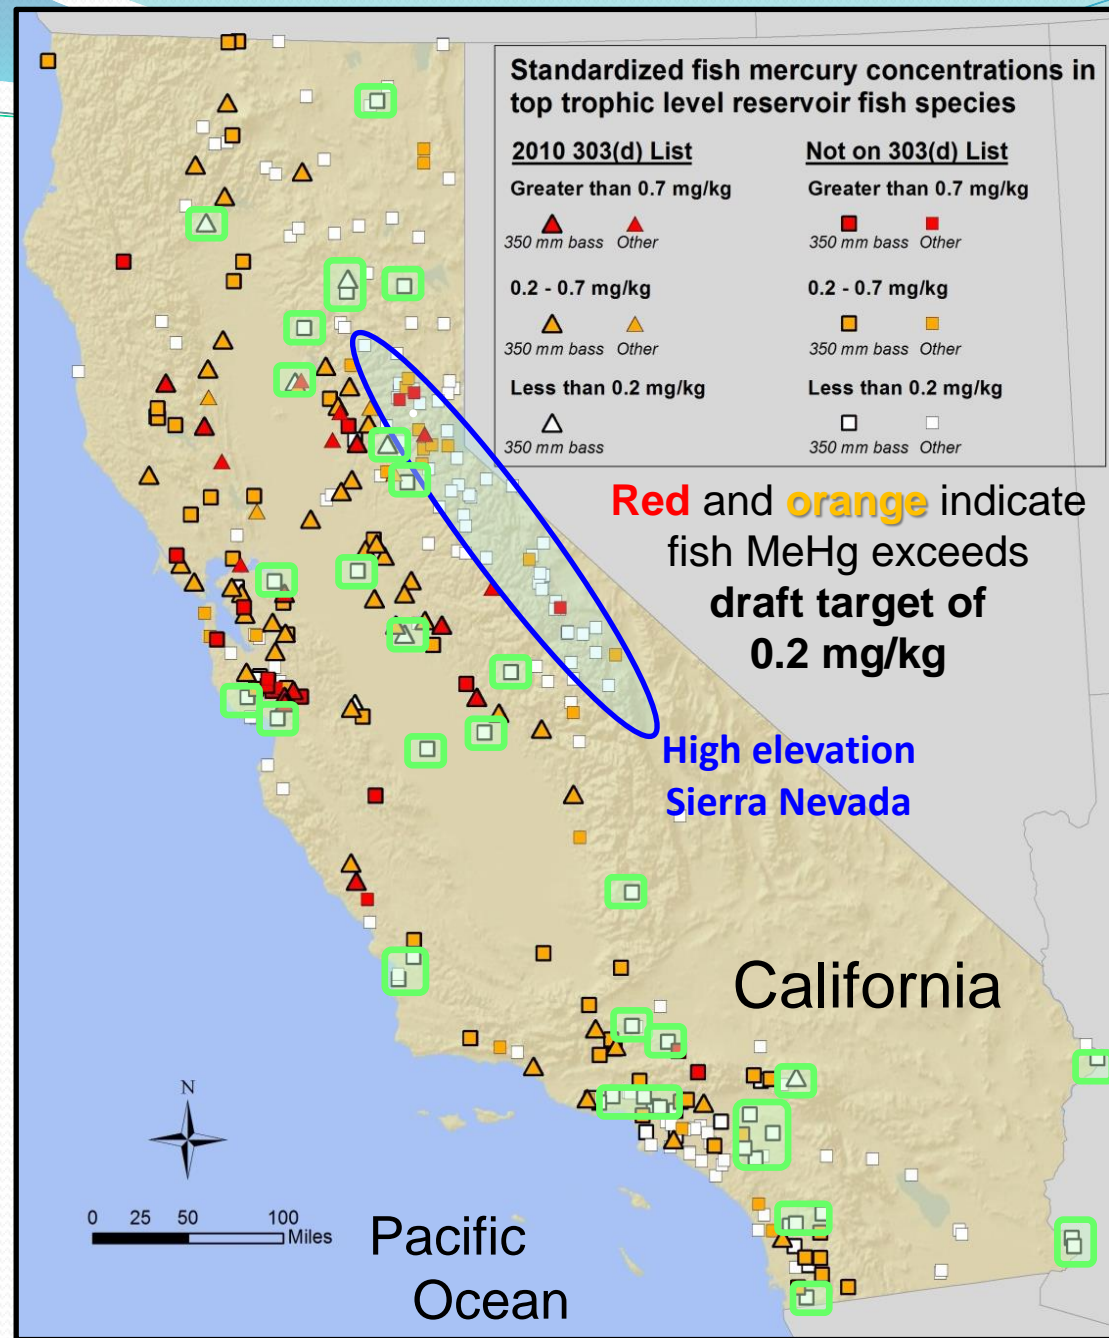 Standardized fish mercury concentrations in
top trophic level reservoir fish species
2010 303(d) List
Greater than 0.7 mg/kg
350 mm bass Other
0.2 - 0.7 mg/kg
350 mm bass Other
Less than 0.2 mg/kg
350 mm bass
Not on 303(d) List
Greater than 0.7 mg/kg
350 mm bass Other
0.2 - 0.7 mg/kg
350 mm bass Other
Less than 0.2 mg/kg
350 mm bass Other
Red and orange indicate
fish MeHg exceeds
draft target of
0.2 mg/kg
High elevation
Sierra Nevada
California
N
0 25 50 100
Miles
Pacific
Ocean